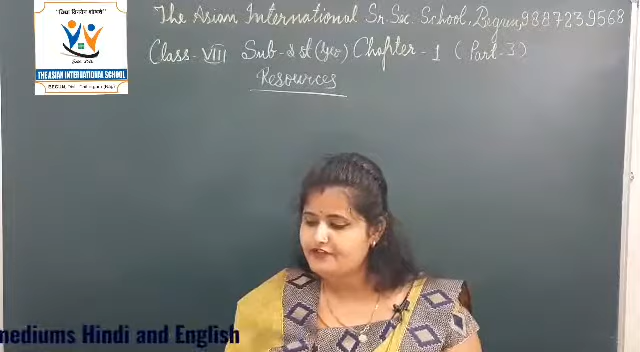 The Asian International Sr. Sec. School, Begun, 9887239568
Class-VIII Sub-S St (Geo) Chapter-1 (Part-3)
Resources
THE ASIAN INTERNATIONAL SCHOOL
BEGUN,
mediums Hindi and English